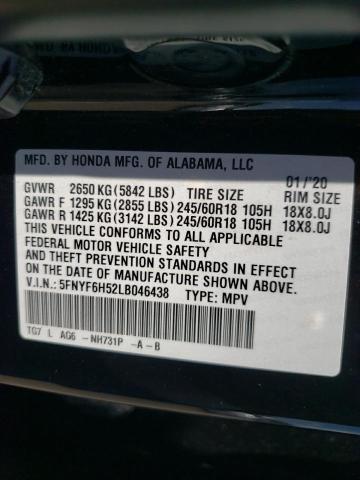 MFD. BY HONDA MFG. OF ALABAMA, LLC 01/'20
GVWR 2650 KG (5842 LBS) TIRE SIZE RIM SIZE
GAWR F 1295 KG (2855 LBS) 245/60R18 105H 18X8.0J
GAWR R 1425 KG (3142 LBS) 245/60R18 105H 18X8.0J
THIS VEHICLE CONFORMS TO ALL APPLICABLE
FEDERAL MOTOR VEHICLE SAFETY
AND THEFT PREVENTION STANDARDS IN EFFECT ON
THE DATE OF MANUFACTURE SHOWN ABOVE.
V.I.N.: 5FNYF6H52LB046438 TYPE: MPV
TG7 L AG6 -NH731P -A -B